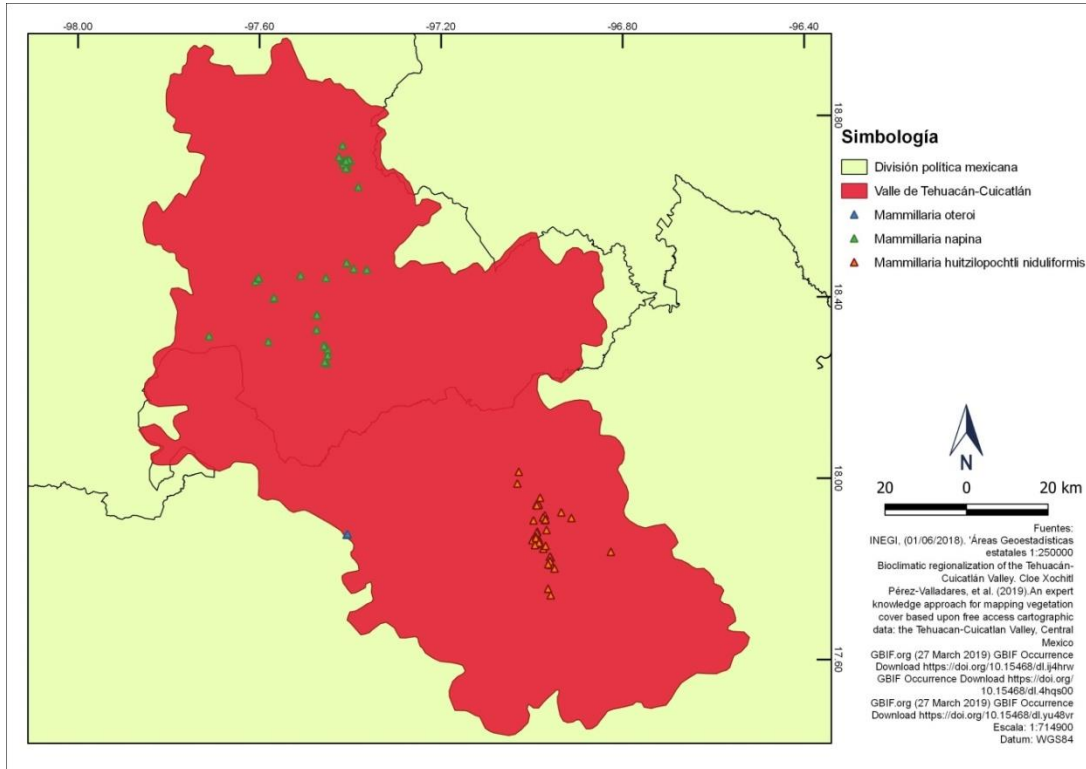 -98.00
-97.60
-97.20
-96.80
-96.40
18.80
18.40
18.00
17.60
Simbología
División política mexicana
Valle de Tehuacán-Cuicatlán
Mammillaria oteroi
Mammillaria napina
Mammillaria huitzilopochtli niduliformis
N
20 0 20 km
Fuentes:
INEGI, (01/06/2018). 'Áreas Geoestadísticas
estatales 1:250000
Bioclimatic regionalization of the Tehuacán-
Cuicatlán Valley. Cloe Xochitl
Pérez-Valladares, et al. (2019).An expert
knowledge approach for mapping vegetation
cover based upon free access cartographic
data: the Tehuacan-Cuicatlan Valley, Central
Mexico
GBIF.org (27 March 2019) GBIF Occurrence
Download https://doi.org/10.15468/dl.ij4hrw
GBIF Occurrence Download https://doi.org/
10.15468/dl.4hqs00
GBIF.org (27 March 2019) GBIF Occurrence
Download https://doi.org/10.15468/dl.yu48vr
Escala: 1:714900
Datum: WGS84